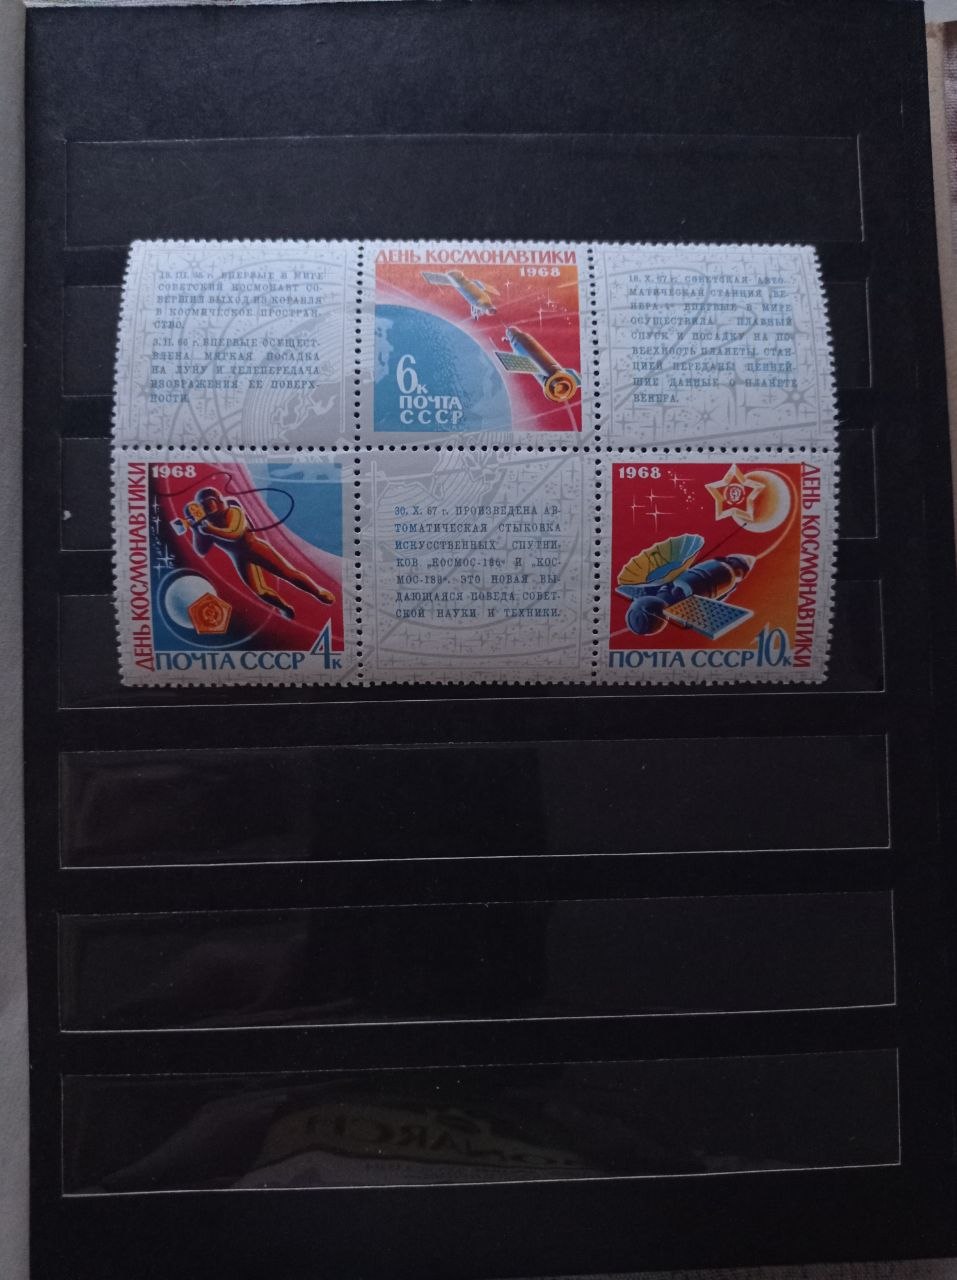 18.III.65 г. ВПЕРВЫЕ В МИРЕ
СОВЕТСКИЙ КОСМОНАВТ СО-
ВЕРШИЛ ВЫХОД ИЗ КОРАБЛЯ
В КОСМИЧЕСКОЕ ПРОСТРАН-
СТВО.
3.II.66 г. ВПЕРВЫЕ ОСУЩЕСТ-
ВЛЕНА МЯГКАЯ ПОСАДКА
НА ЛУНУ И ТЕЛЕПЕРЕДАЧА
ИЗОБРАЖЕНИЯ ЕЕ ПОВЕРХ-
НОСТИ.
ДЕНЬ КОСМОНАВТИКИ
1968
6 К
ПОЧТА
СССР
18.X.67 г. СОВЕТСКАЯ АВТО-
МАТИЧЕСКАЯ СТАНЦИЯ „ВЕ-
НЕРА-4" ВПЕРВЫЕ В МИРЕ
ОСУЩЕСТВИЛА ПЛАВНЫЙ
СПУСК И ПОСАДКУ НА ПО-
ВЕРХНОСТЬ ПЛАНЕТЫ. СТАН-
ЦИЕЙ ПЕРЕДАНЫ ЦЕННЕЙ-
ШИЕ ДАННЫЕ О ПЛАНЕТЕ
ВЕНЕРА.
ДЕНЬ КОСМОНАВТИКИ
1968
ПОЧТА СССР 4к
30.X.67 г. ПРОИЗВЕДЕНА АВ-
ТОМАТИЧЕСКАЯ СТЫКОВКА
ИСКУССТВЕННЫХ СПУТНИ-
КОВ „КОСМОС-186" И „КОС-
МОС-188". ЭТО НОВАЯ ВЫ-
ДАЮЩАЯСЯ ПОБЕДА СОВЕТ-
СКОЙ НАУКИ И ТЕХНИКИ.
1968
ДЕНЬ КОСМОНАВТИКИ
ПОЧТА СССР 10к